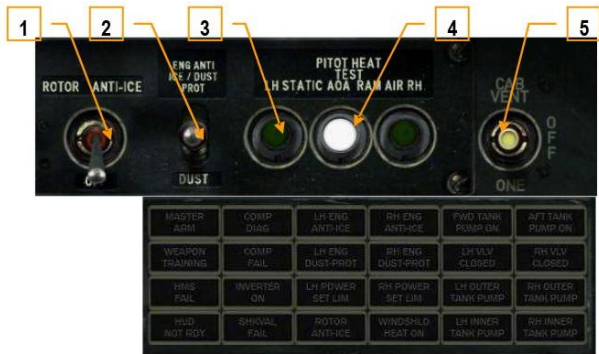 1 2 3 4 5
ENG ANTI
ICE / DUST
PROT
PITOT HEAT
TEST
LH STATIC AOA RAM AIR RH
ROTOR ANTI-ICE
CAB
VENT
OFF
DUST
ONE
MASTER ARM
COMP DIAG
LH-ENG ANTI-ICE
RH-ENG ANTI-ICE
FWD TANK PUMP ON
AFT TANK PUMP ON
WEAPON TRAINING
COMP FAIL
LH ENG DUST-PROT
RH-ENG DUST-PROT
LH VLV CLOSED
RH VLV CLOSED
HMS FAIL
INVERTER ON
LH POWER SET LIM
RH POWER SET LIM
LH OUTER TANK PUMP
RH OUTER TANK PUMP
HUD NOT RDY
SHKVAL FAIL
ROTOR ANTI-ICE
WINDSHLD HEAT ON
LH INNER TANK PUMP
RH INNER TANK PUMP